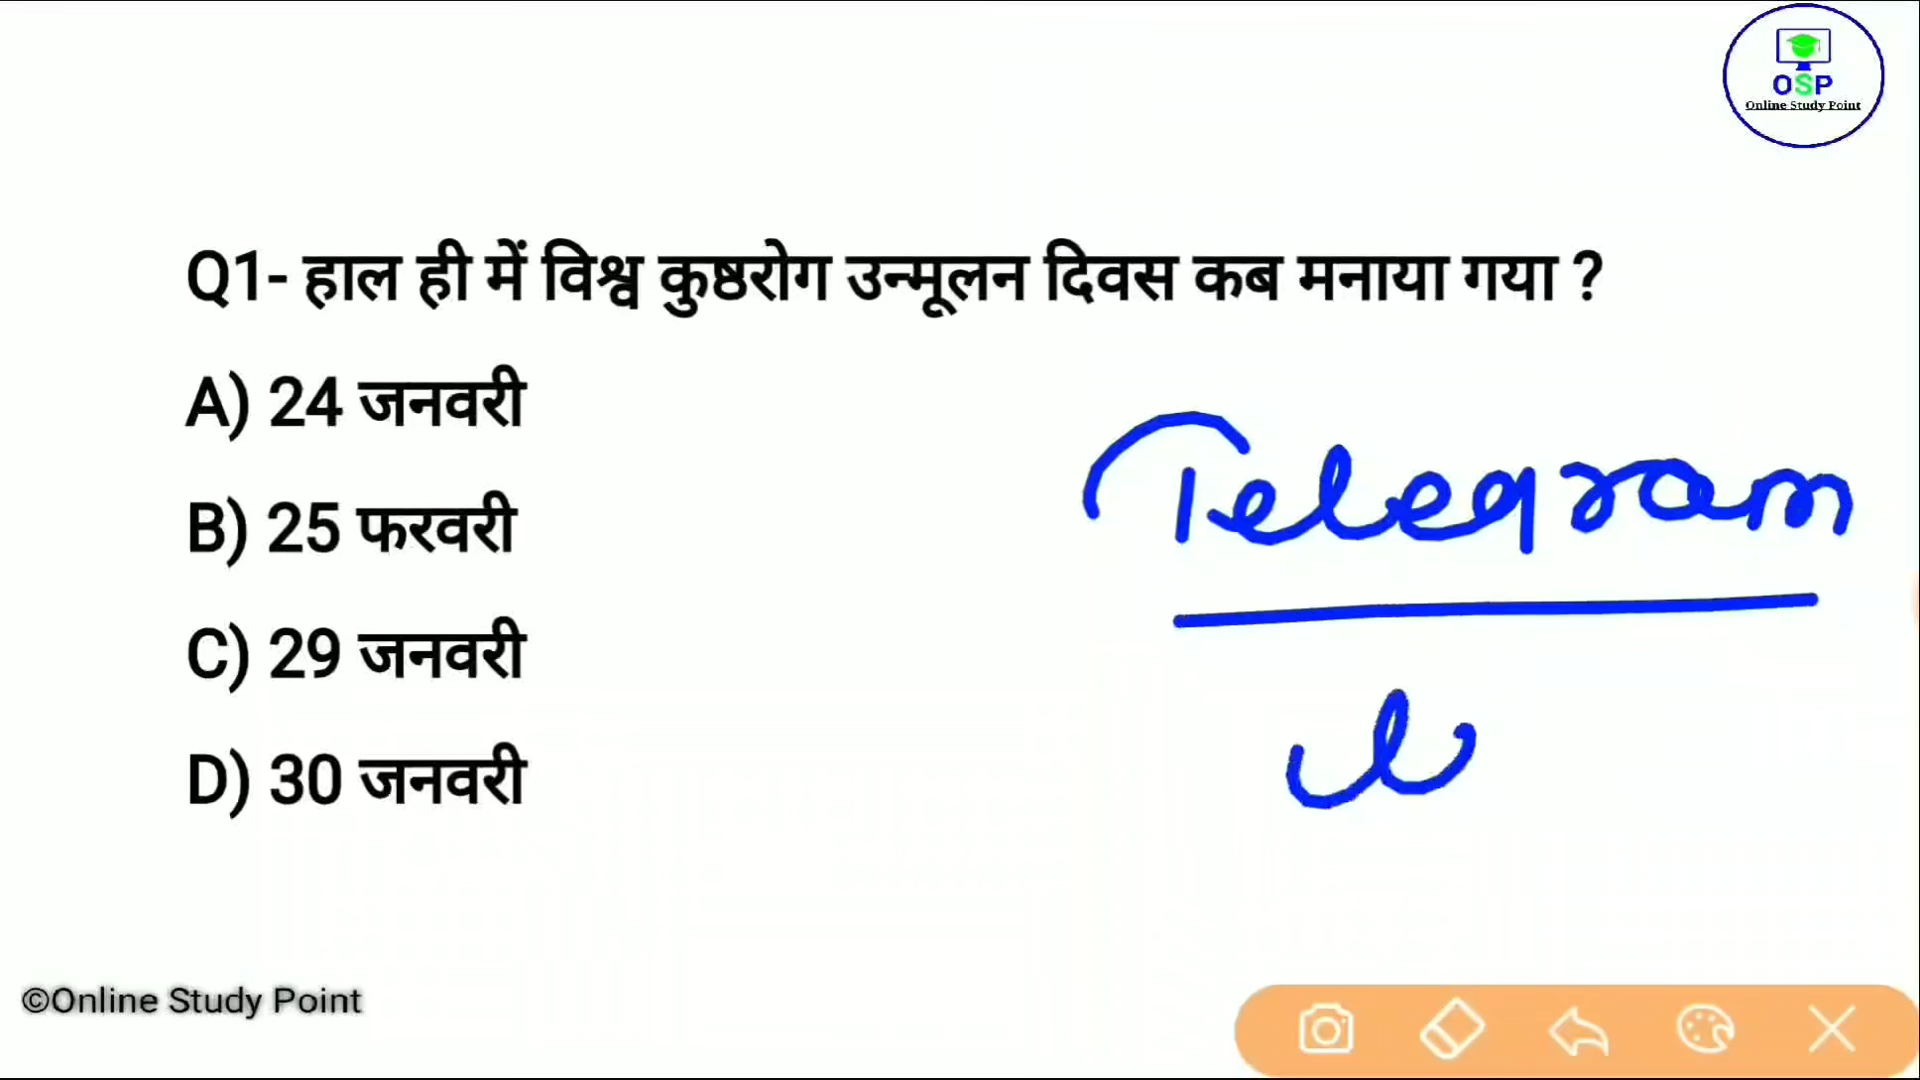 OSP
Online Study Point
Q1- हाल ही में विश्व कुष्ठरोग उन्मूलन दिवस कब मनाया गया ?
A) 24 जनवरी
B) 25 फरवरी
C) 29 जनवरी
D) 30 जनवरी
Telegram
©Online Study Point